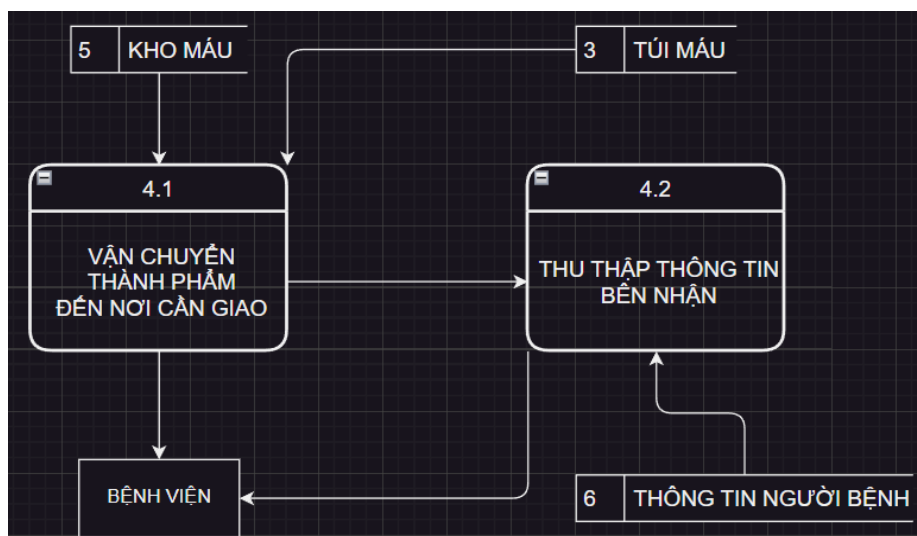 5 KHO MÁU
3 TÚI MÁU
4.1
4.2
VẬN CHUYỂN
THÀNH PHẨM
ĐẾN NƠI CẦN GIAO
THU THẬP THÔNG TIN
BÊN NHẬN
BỆNH VIỆN
6 THÔNG TIN NGƯỜI BỆNH